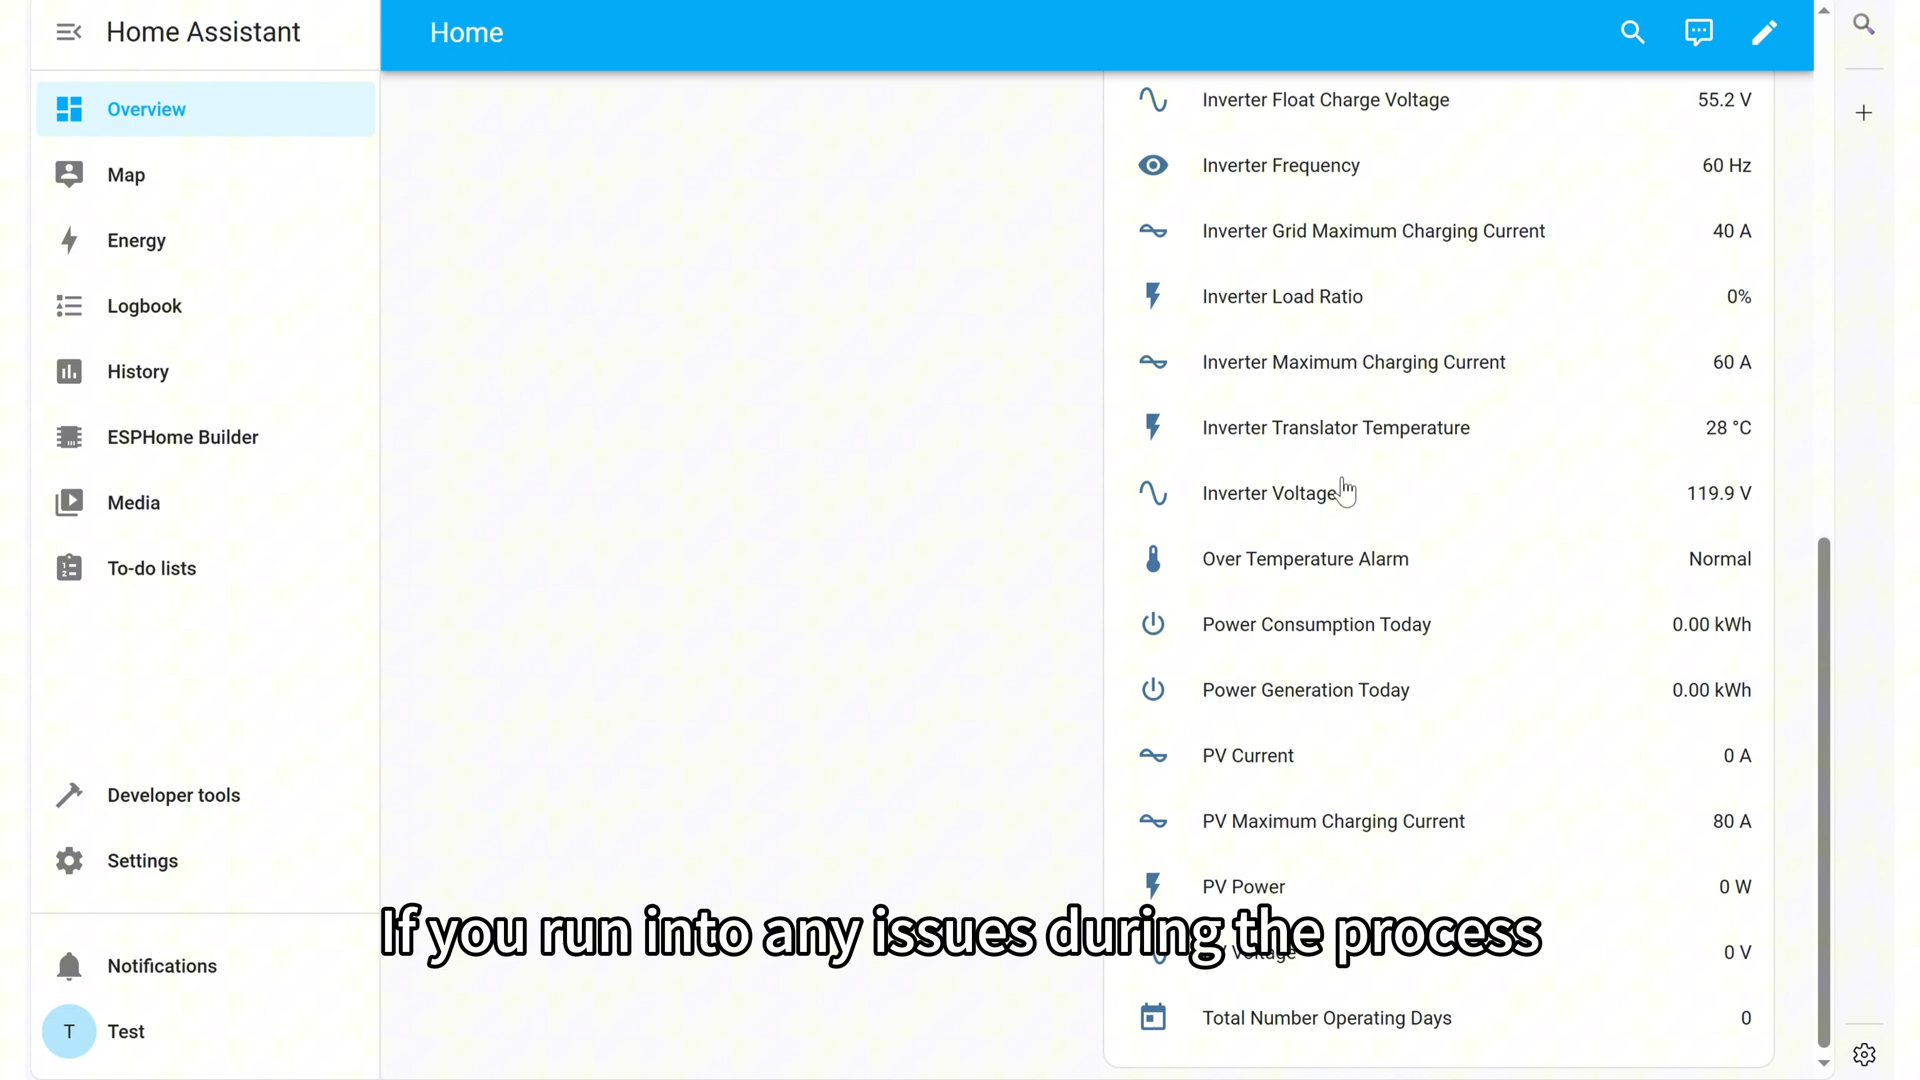 Home Assistant
Home
Overview
Map
Energy
Logbook
History
ESPHome Builder
Media
To-do lists
Developer tools
Settings
Notifications
T Test
Inverter Float Charge Voltage 55.2 V
Inverter Frequency 60 Hz
Inverter Grid Maximum Charging Current 40 A
Inverter Load Ratio 0%
Inverter Maximum Charging Current 60 A
Inverter Translator Temperature 28 °C
Inverter Voltage 119.9 V
Over Temperature Alarm Normal
Power Consumption Today 0.00 kWh
Power Generation Today 0.00 kWh
PV Current 0 A
PV Maximum Charging Current 80 A
PV Power 0 W
If you run into any issues during the process
Voltage 0 V
Total Number Operating Days 0